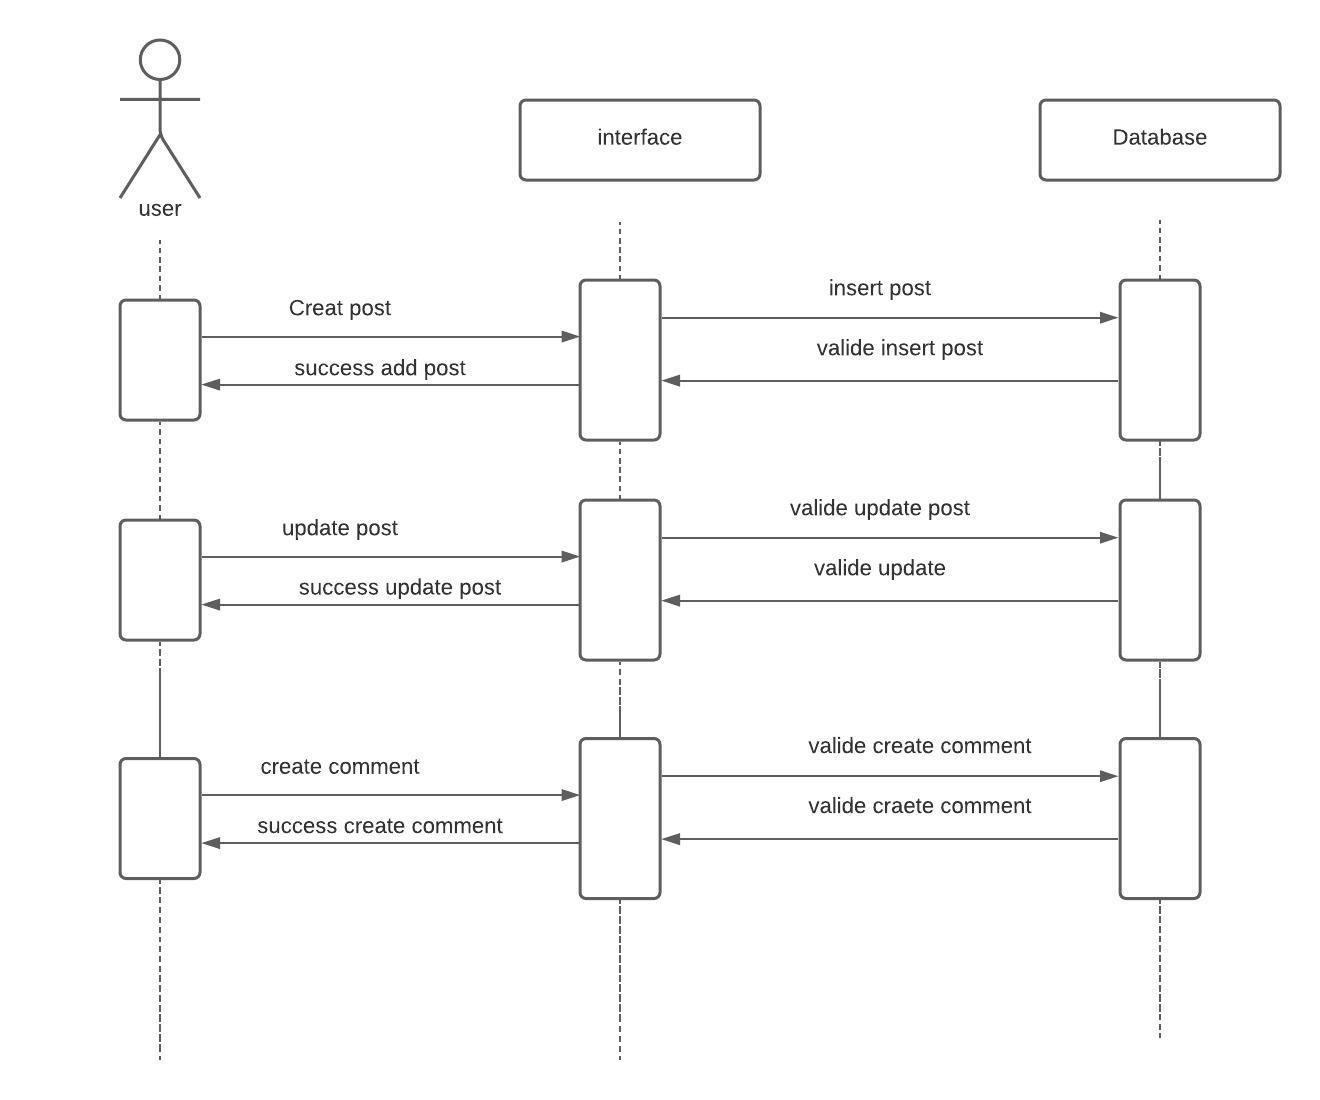 user
interface
Database
Creat post
insert post
success add post
valide insert post
update post
valide update post
success update post
valide update
create comment
valide create comment
success create comment
valide craete comment